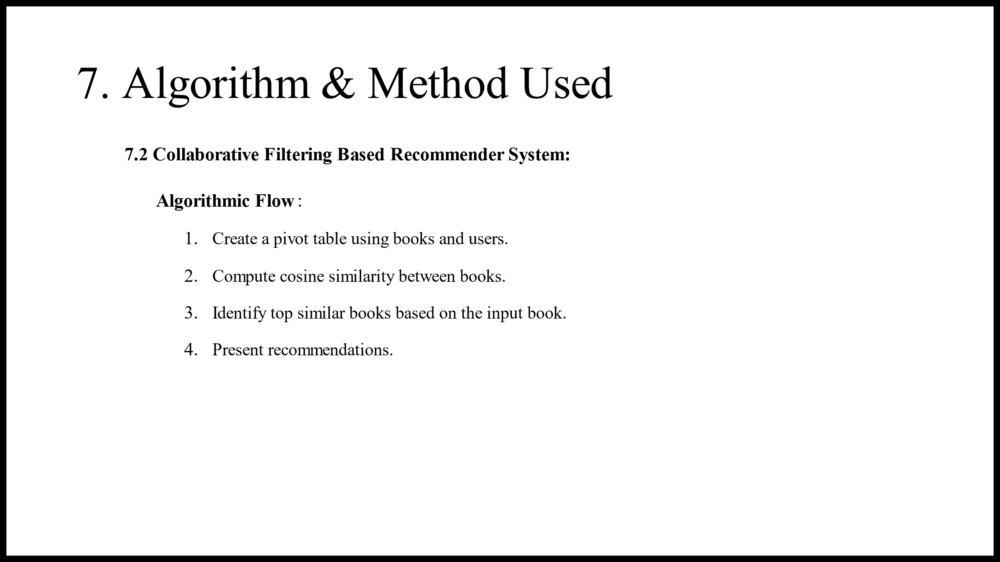 7. Algorithm & Method Used
7.2 Collaborative Filtering Based Recommender System:
Algorithmic Flow :
1. Create a pivot table using books and users.
2. Compute cosine similarity between books.
3. Identify top similar books based on the input book.
4. Present recommendations.